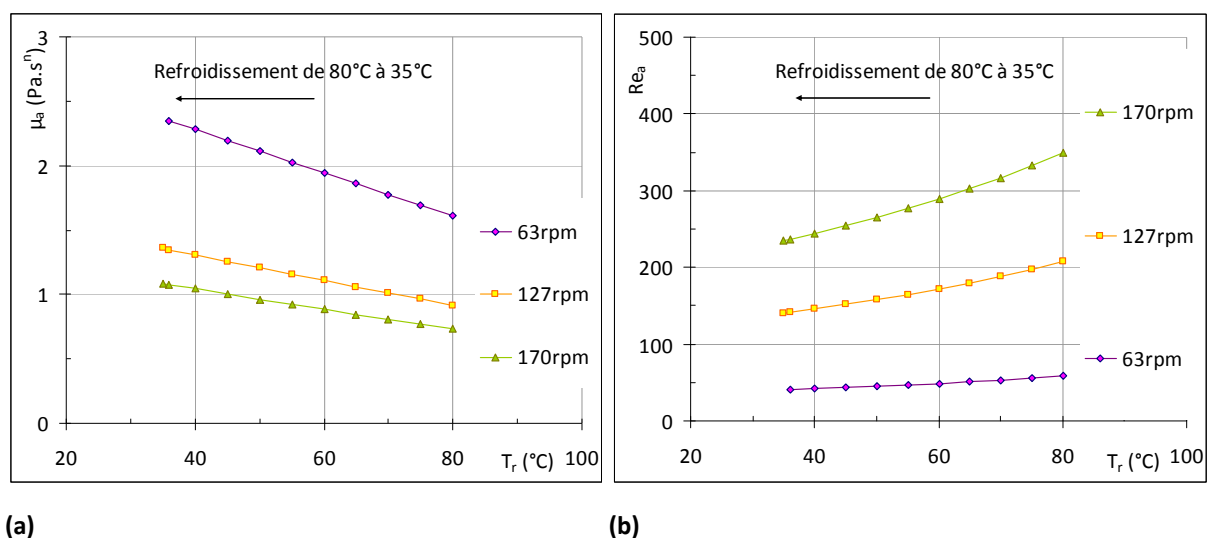 3
2
1
0
µₐ (Pa.sⁿ)
Refroidissement de 80°C à 35°C
63rpm
127rpm
170rpm
20
40
60
80
100
Tᵣ (°C)
(a)
500
400
300
200
100
0
Reₐ
Refroidissement de 80°C à 35°C
170rpm
127rpm
63rpm
20
40
60
80
100
Tᵣ (°C)
(b)